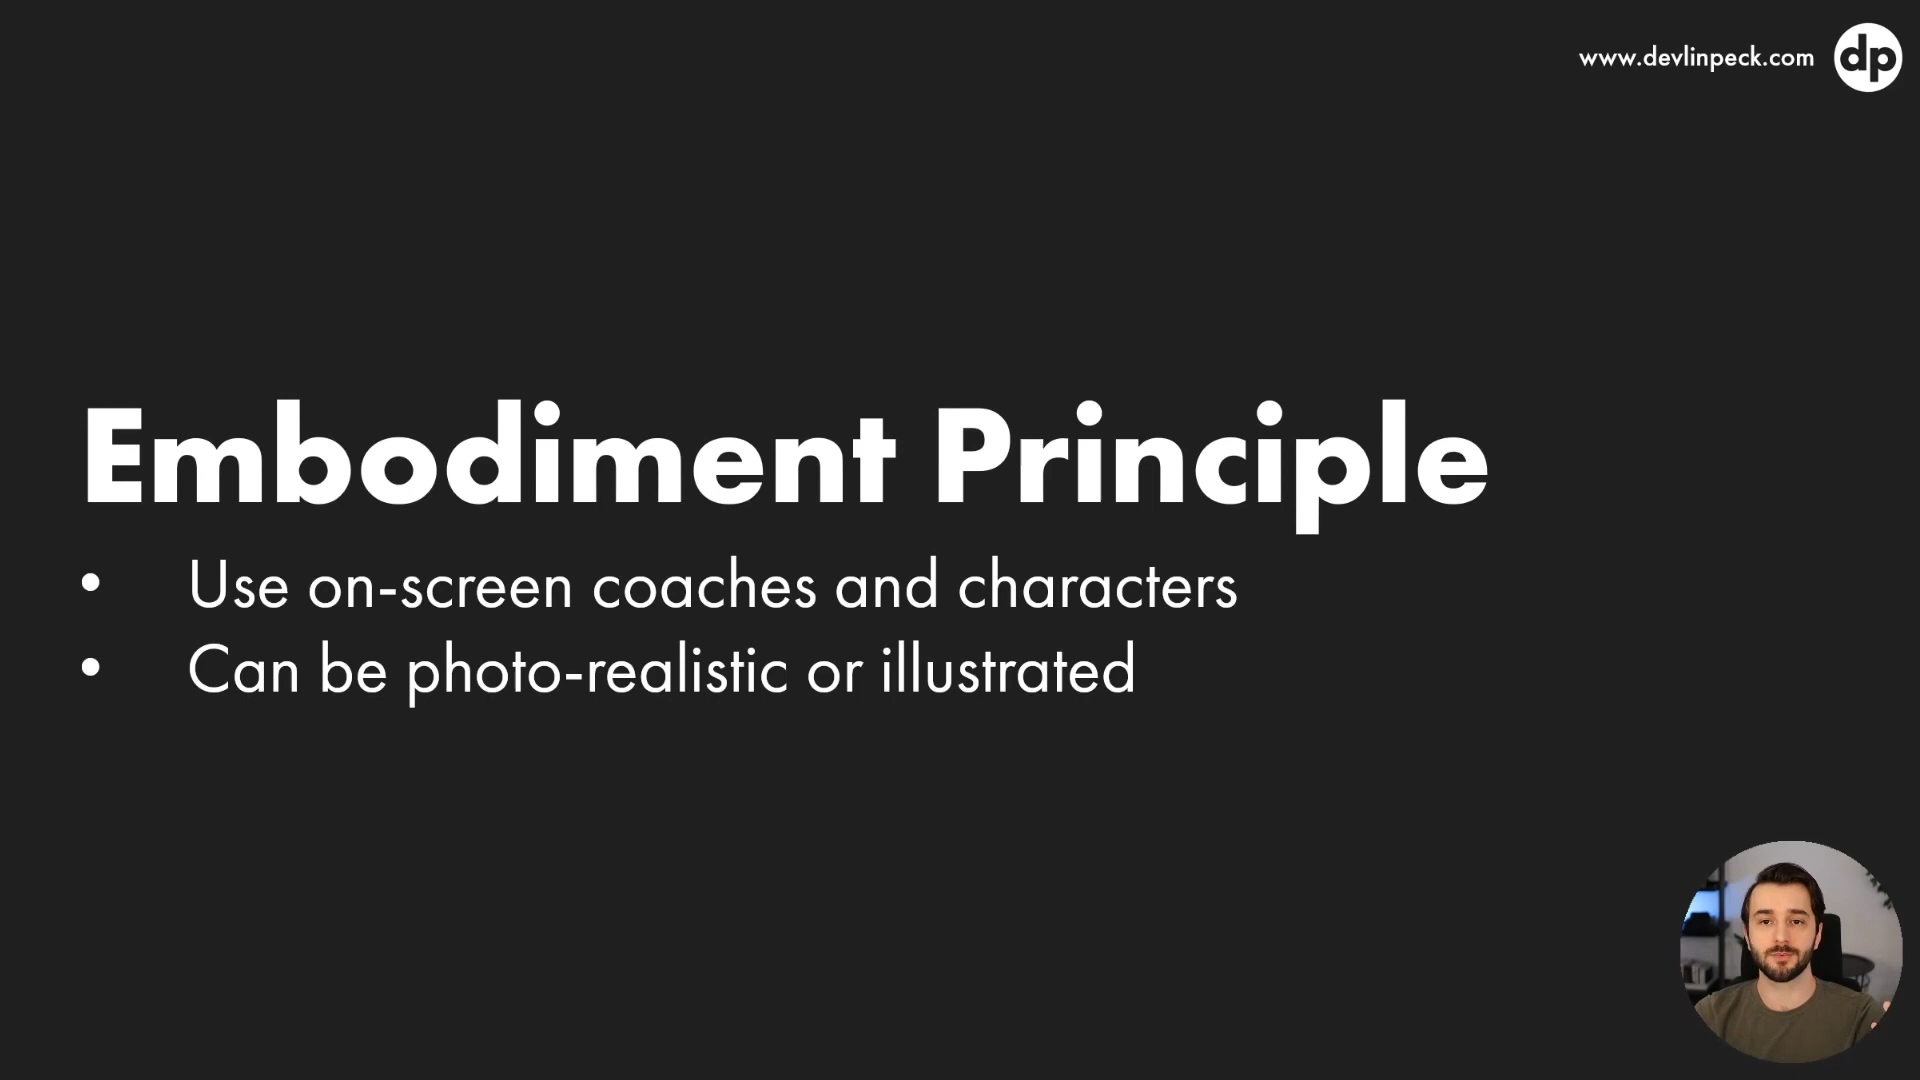 www.devlinpeck.com dp
Embodiment Principle
• Use on-screen coaches and characters
• Can be photo-realistic or illustrated